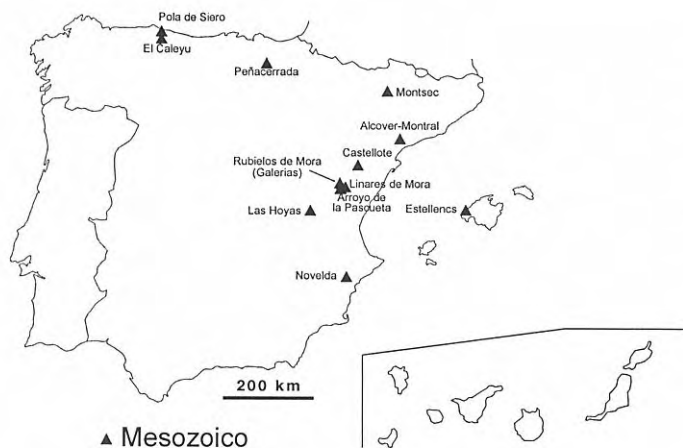 Pola de Siero
El Caleyu
Peñacerrada
Montsec
Alcover-Montral
Castellote
Rubielos de Mora
(Galerias)
Linares de Mora
Arroyo de
la Pasqueta
Las Hoyas
Estellencs
Novelda
200 km
▲ Mesozoico